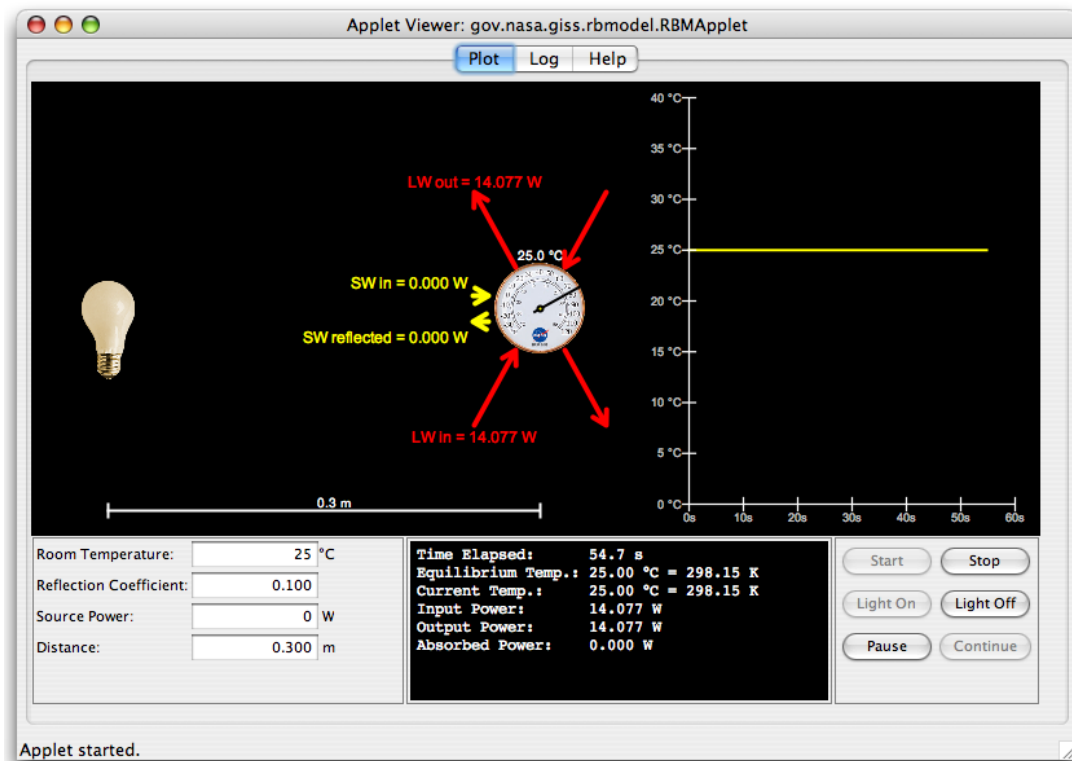 Applet Viewer: gov.nasa.giss.rbmodel.RBMApplet
Plot Log Help
LW out = 14.077 W
25.0 °C
SW in = 0.000 W
SW reflected = 0.000 W
LW in = 14.077 W
0.3 m
40 °C
35 °C
30 °C
25 °C
20 °C
15 °C
10 °C
5 °C
0 °C
0s 10s 20s 30s 40s 50s 60s
Room Temperature: 25 °C
Reflection Coefficient: 0.100
Source Power: 0 W
Distance: 0.300 m
Time Elapsed: 54.7 s
Equilibrium Temp.: 25.00 °C = 298.15 K
Current Temp.: 25.00 °C = 298.15 K
Input Power: 14.077 W
Output Power: 14.077 W
Absorbed Power: 0.000 W
Start Stop
Light On Light Off
Pause Continue
Applet started.